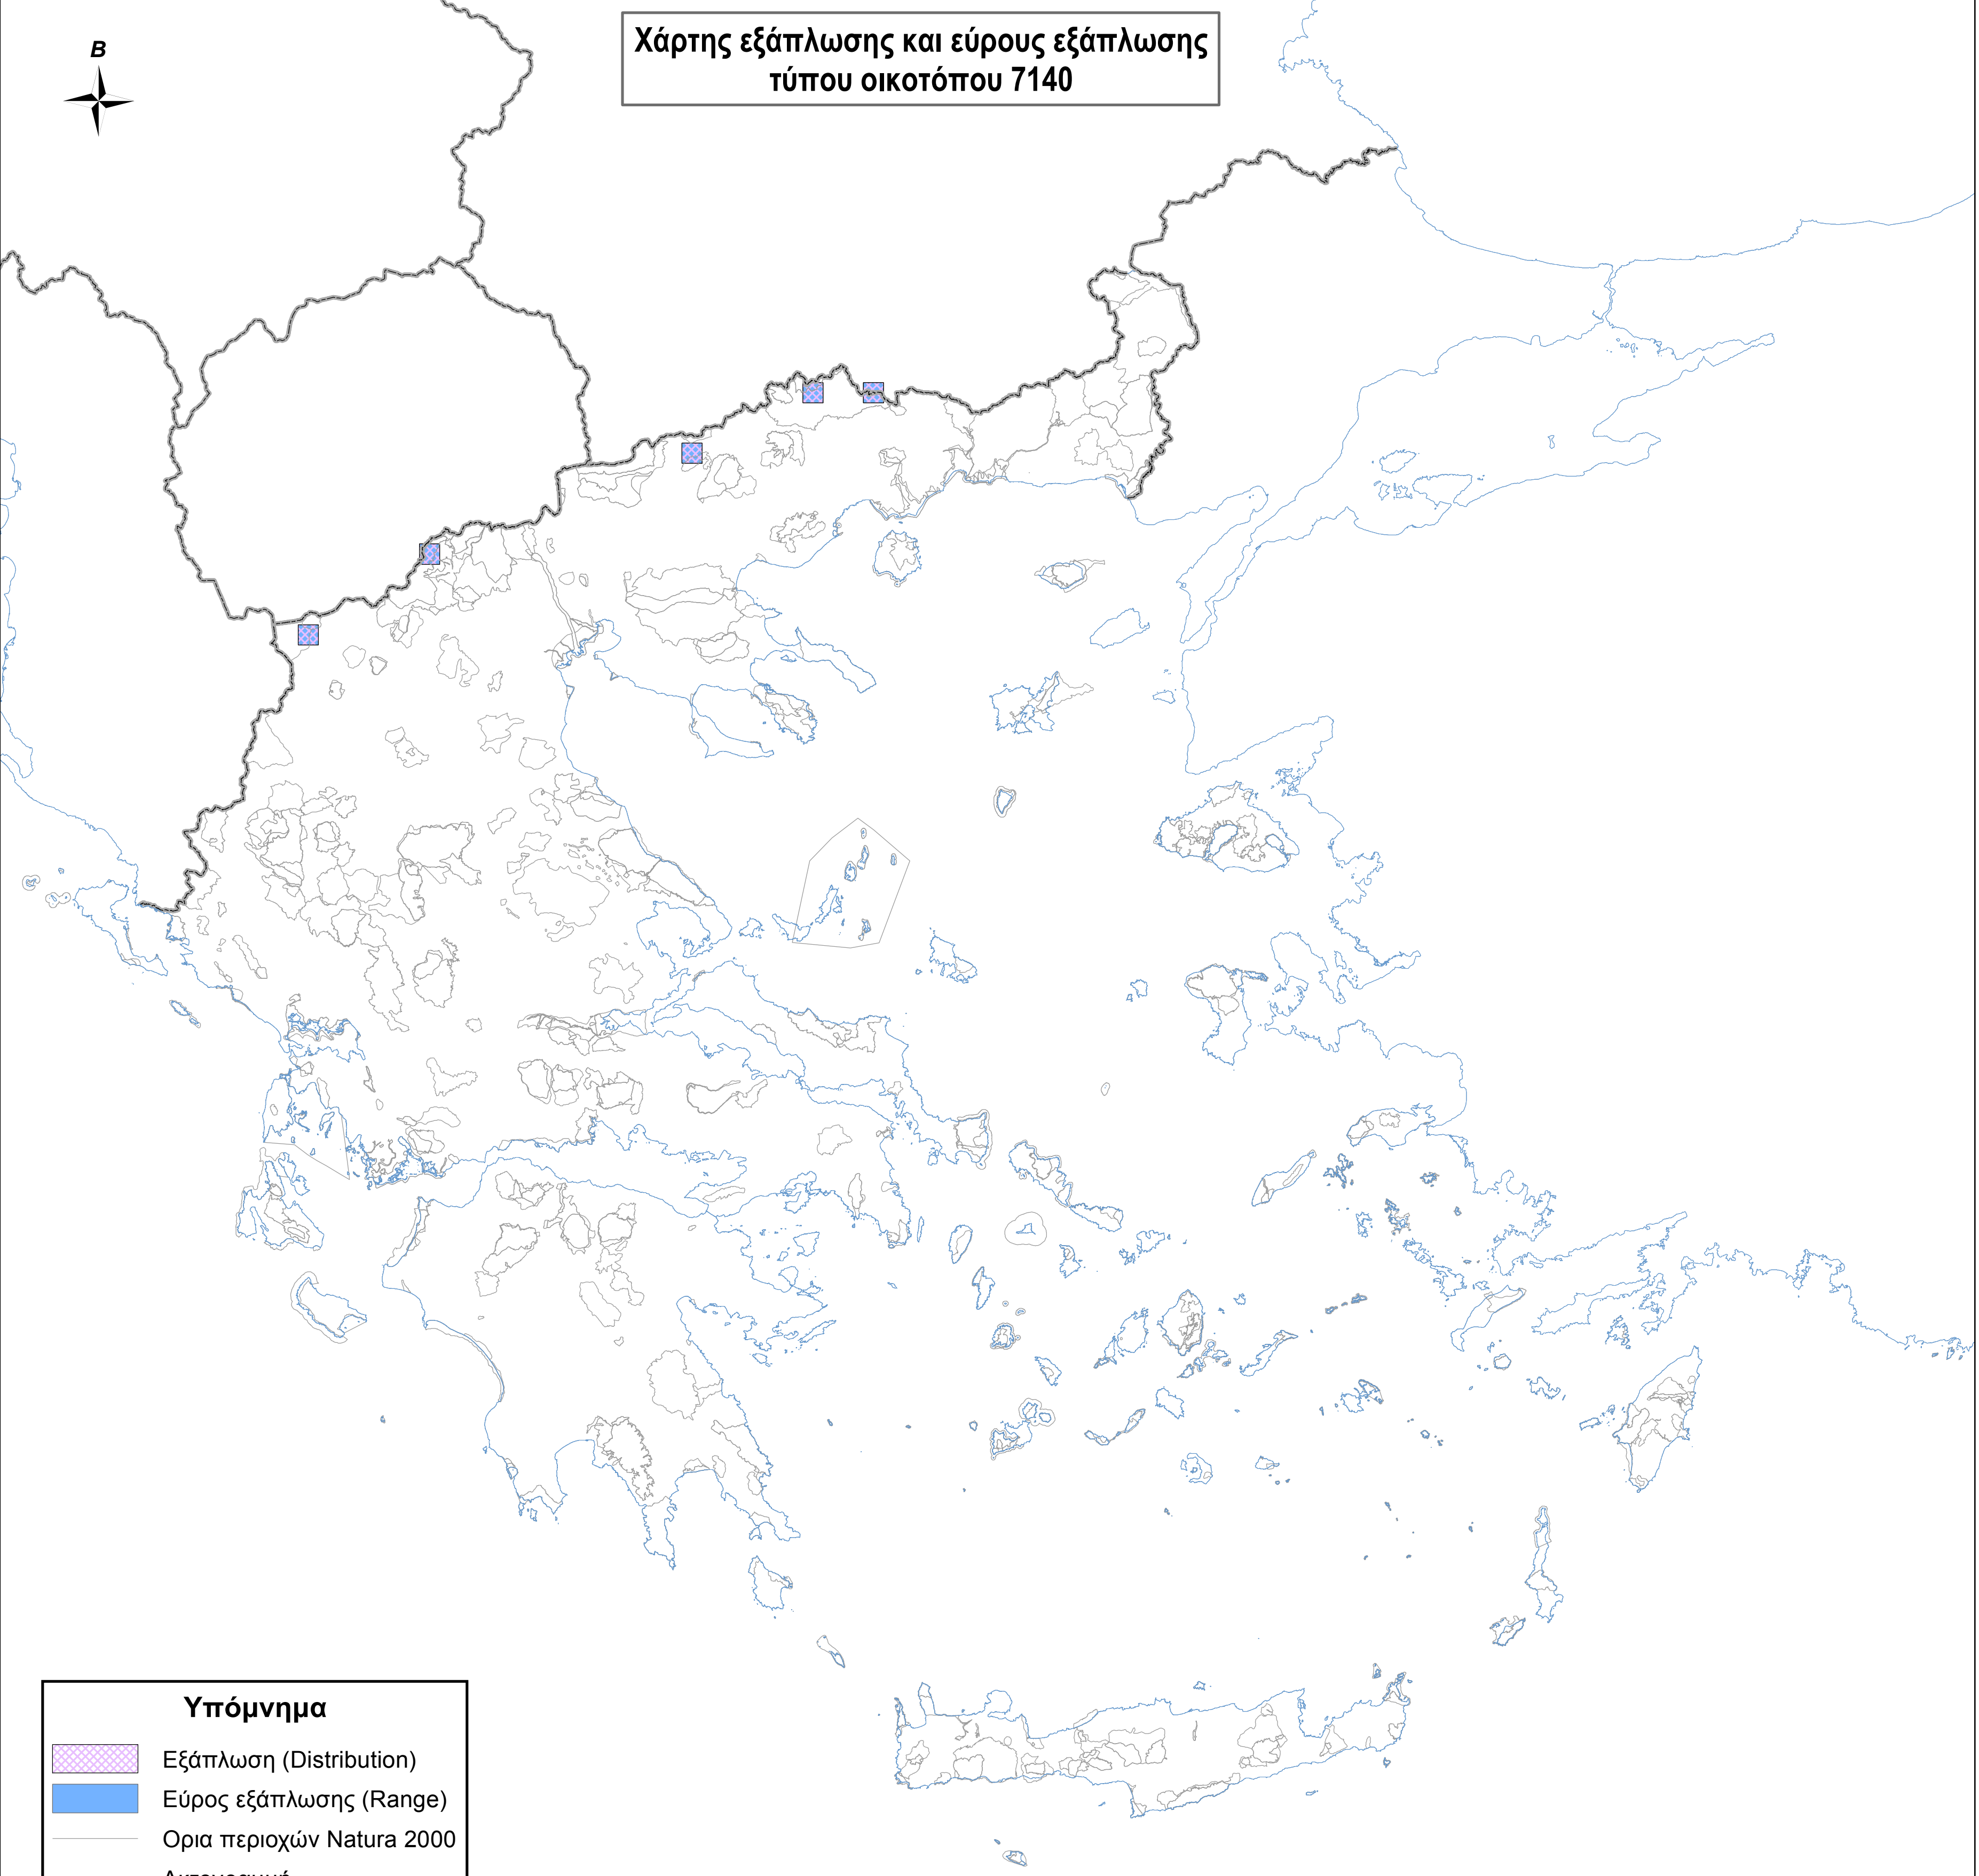 Χάρτης εξάπλωσης και εύρους εξάπλωσης
τύπου οικοτόπου 7140
Β
Υπόμνημα
Εξάπλωση (Distribution)
Εύρος εξάπλωσης (Range)
Ορια περιοχών Natura 2000